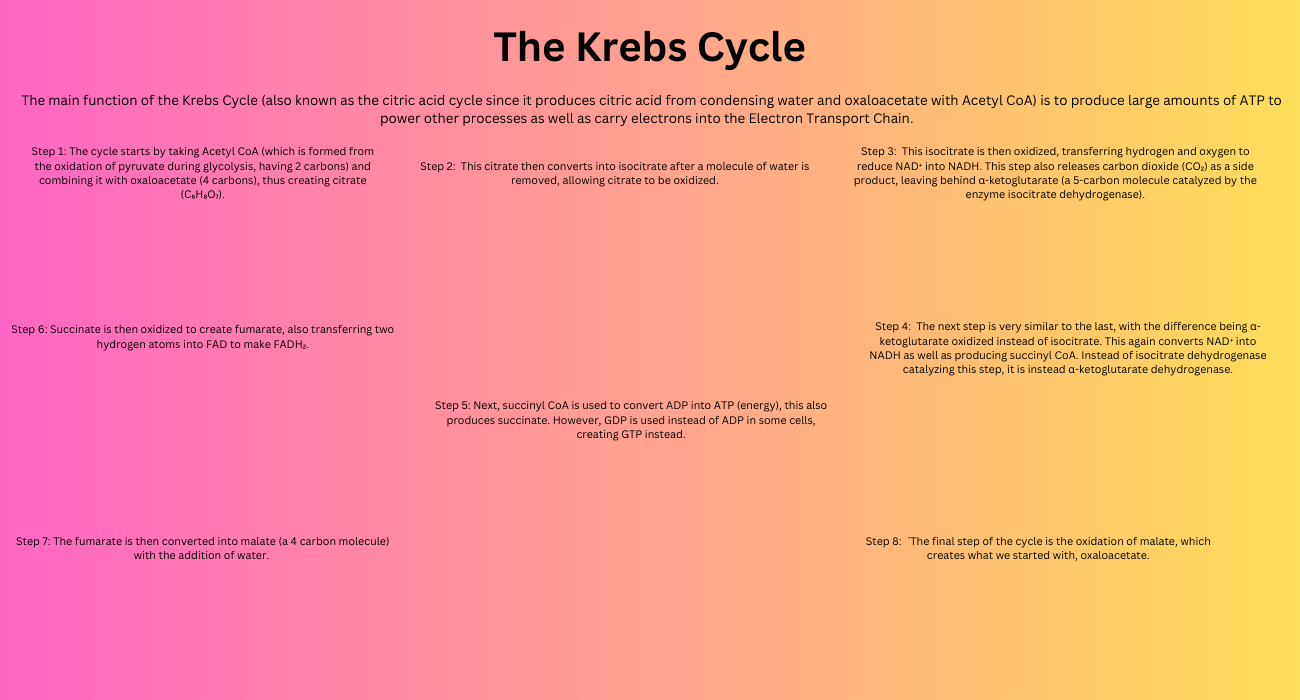 The Krebs Cycle
The main function of the Krebs Cycle (also known as the citric acid cycle since it produces citric acid from condensing water and oxaloacetate with Acetyl CoA) is to produce large amounts of ATP to
power other processes as well as carry electrons into the Electron Transport Chain.
Step 1: The cycle starts by taking Acetyl CoA (which is formed from
the oxidation of pyruvate during glycolysis, having 2 carbons) and
combining it with oxaloacetate (4 carbons), thus creating citrate
(C₆H₈O₇).
Step 2:  This citrate then converts into isocitrate after a molecule of water is
removed, allowing citrate to be oxidized.
Step 3:  This isocitrate is then oxidized, transferring hydrogen and oxygen to
reduce NAD⁺ into NADH. This step also releases carbon dioxide (CO₂) as a side
product, leaving behind α-ketoglutarate (a 5-carbon molecule catalyzed by the
enzyme isocitrate dehydrogenase).
Step 4:  The next step is very similar to the last, with the difference being α-
ketoglutarate oxidized instead of isocitrate. This again converts NAD⁺ into
NADH as well as producing succinyl CoA. Instead of isocitrate dehydrogenase
catalyzing this step, it is instead α-ketoglutarate dehydrogenase.
Step 5: Next, succinyl CoA is used to convert ADP into ATP (energy), this also
produces succinate. However, GDP is used instead of ADP in some cells,
creating GTP instead.
Step 6: Succinate is then oxidized to create fumarate, also transferring two
hydrogen atoms into FAD to make FADH₂.
Step 7: The fumarate is then converted into malate (a 4 carbon molecule)
with the addition of water.
Step 8:  ¨The final step of the cycle is the oxidation of malate, which
creates what we started with, oxaloacetate.